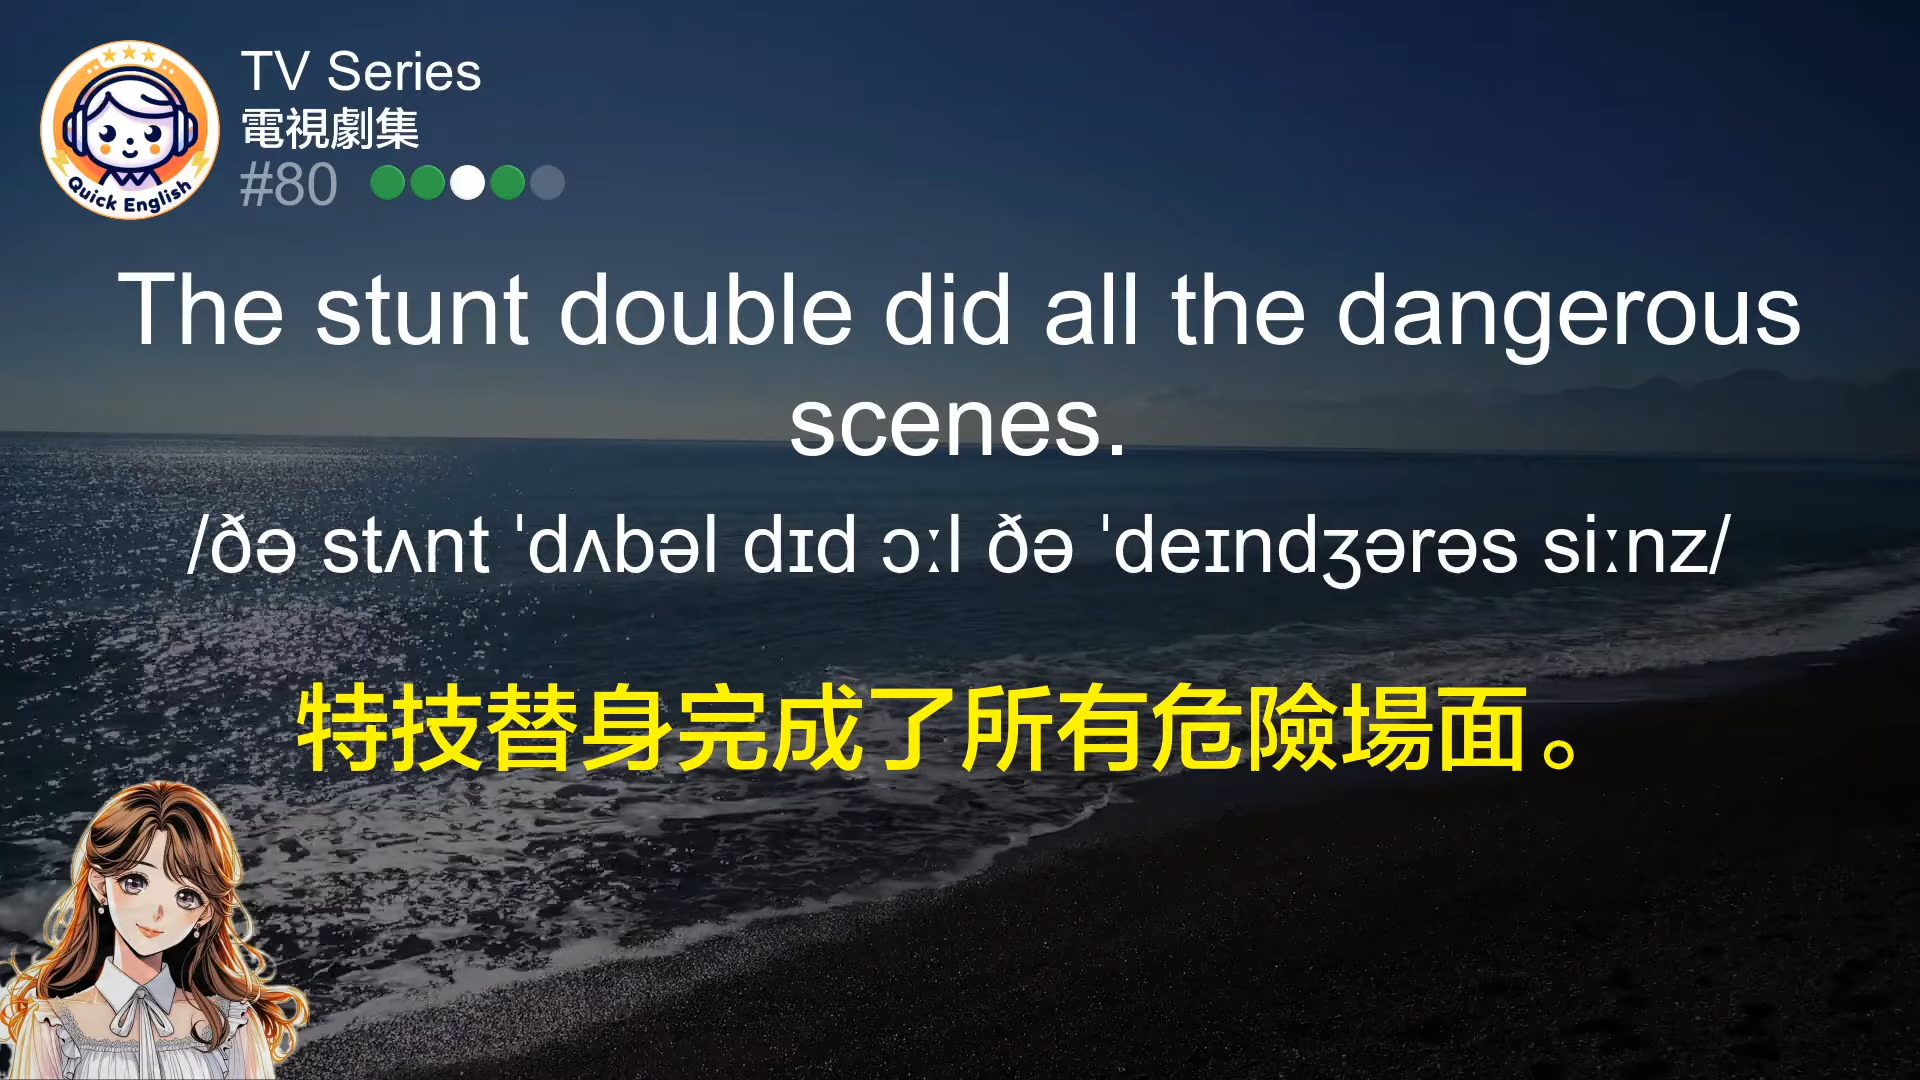 TV Series
電視劇集
#80
Quick English
The stunt double did all the dangerous
scenes.
/ðə stʌnt ˈdʌbəl dɪd ɔːl ðə ˈdeɪndʒərəs siːnz/
特技替身完成了所有危險場面。